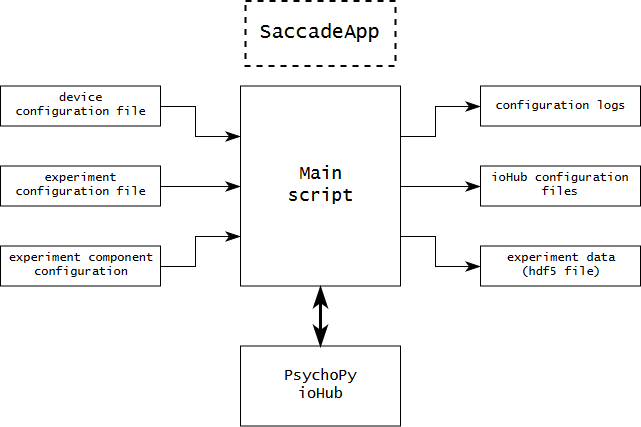 SaccadeApp
device
configuration file
experiment
configuration file
experiment component
configuration
Main
script
configuration logs
ioHub configuration
files
experiment data
(hdf5 file)
PsychoPy
ioHub